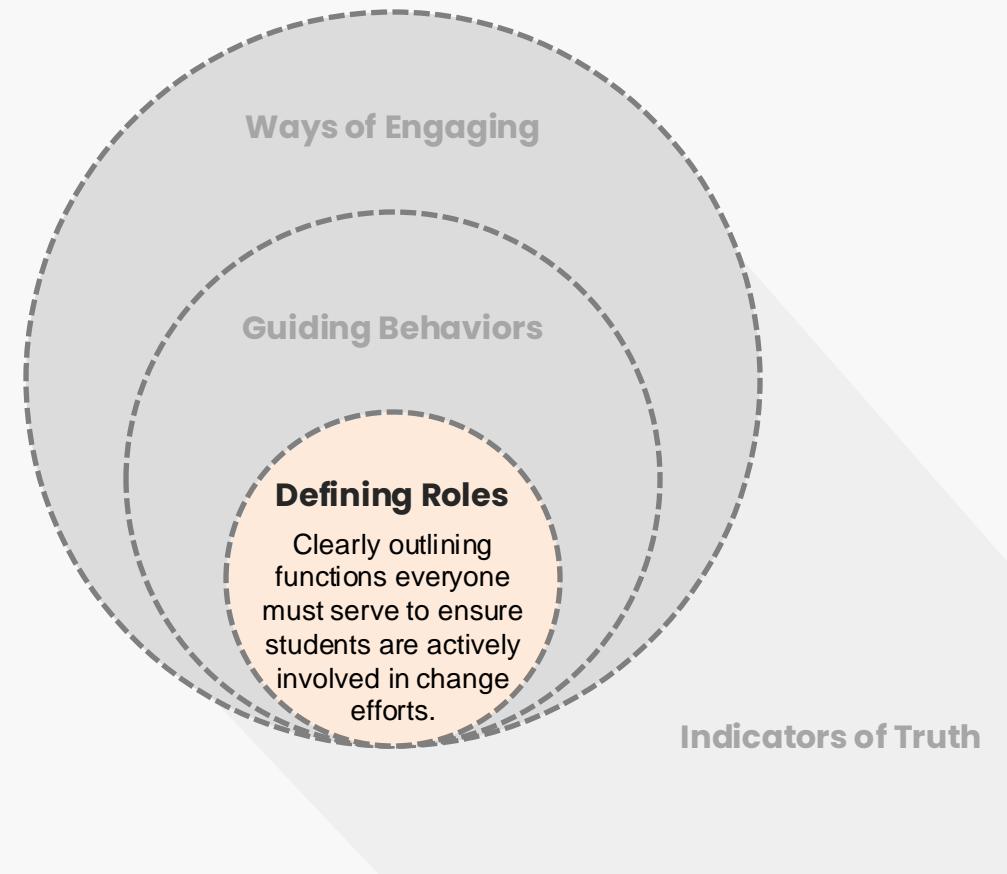 Ways of Engaging
Guiding Behaviors
Defining Roles
Clearly outlining
functions everyone
must serve to ensure
students are actively
involved in change
efforts.
Indicators of Truth